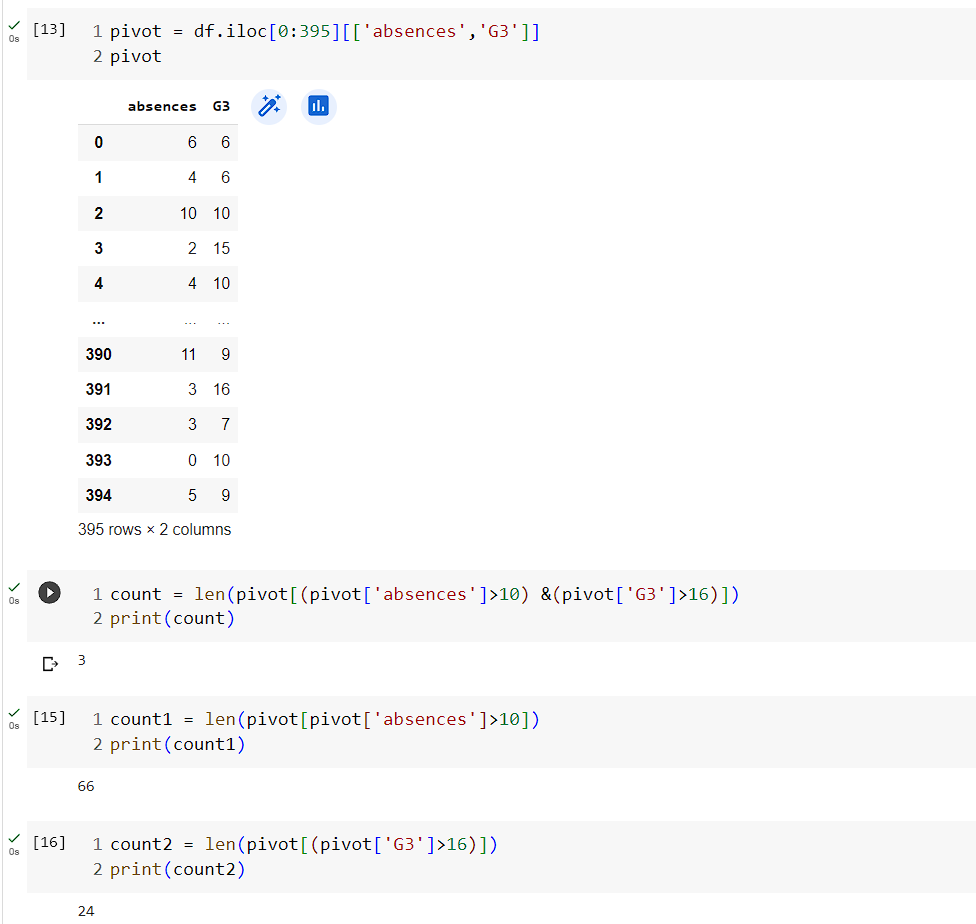 [13] 1 pivot = df.iloc[0:395][['absences','G3']]
0s 2 pivot
absences G3
0 6 6
1 4 6
2 10 10
3 2 15
4 4 10
... ... ...
390 11 9
391 3 16
392 3 7
393 0 10
394 5 9
395 rows × 2 columns
1 count = len(pivot[(pivot['absences']>10) &(pivot['G3']>16)])
0s 2 print(count)
3
[15] 1 count1 = len(pivot[pivot['absences']>10])
0s 2 print(count1)
66
[16] 1 count2 = len(pivot[(pivot['G3']>16)])
0s 2 print(count2)
24